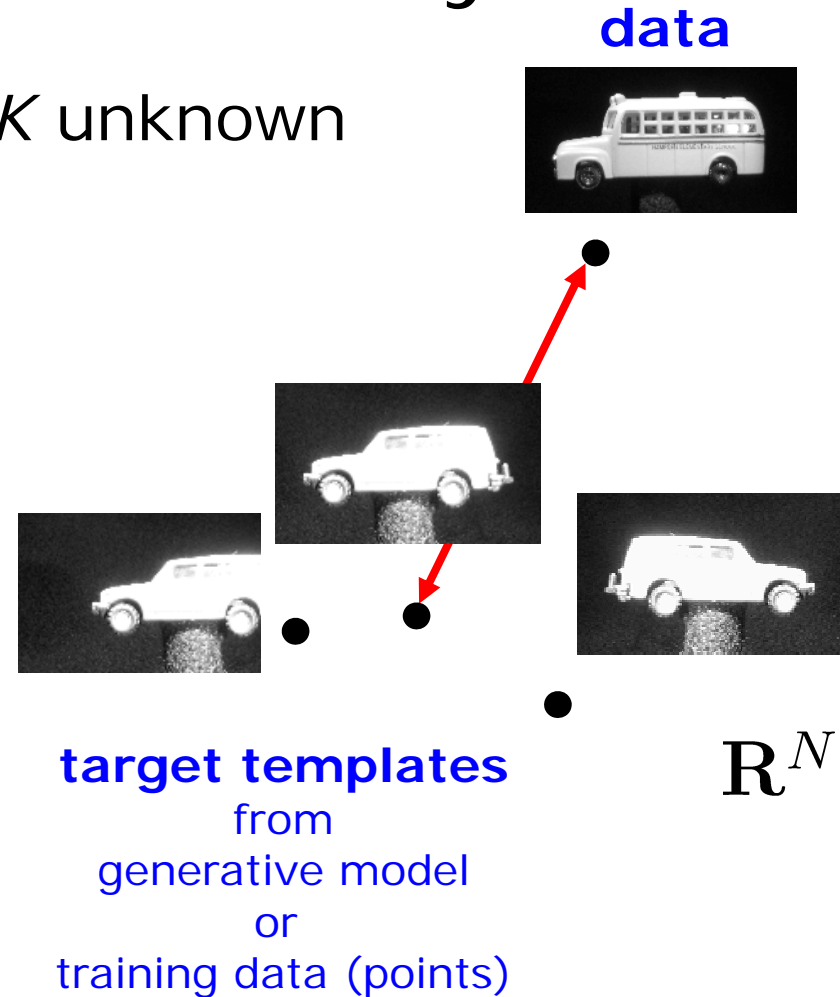 data
K unknown
R^N
target templates
from
generative model
or
training data (points)